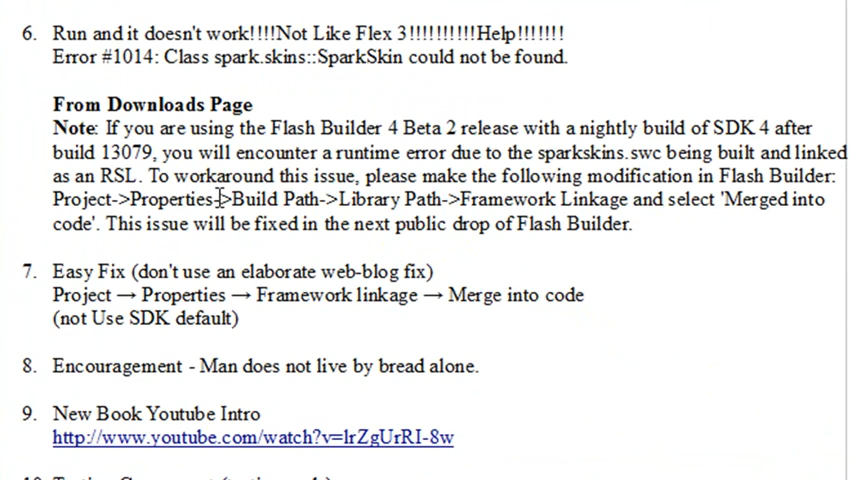 6. Run and it doesn't work!!!!Not Like Flex 3!!!!!!!!!!Help!!!!!!!
Error #1014: Class spark.skins::SparkSkin could not be found.
From Downloads Page
Note: If you are using the Flash Builder 4 Beta 2 release with a nightly build of SDK 4 after
build 13079, you will encounter a runtime error due to the sparkskins.swc being built and linked
as an RSL. To workaround this issue, please make the following modification in Flash Builder:
Project->Properties->Build Path->Library Path->Framework Linkage and select 'Merged into
code'. This issue will be fixed in the next public drop of Flash Builder.
7. Easy Fix (don't use an elaborate web-blog fix)
Project → Properties → Framework linkage → Merge into code
(not Use SDK default)
8. Encouragement - Man does not live by bread alone.
9. New Book Youtube Intro
http://www.youtube.com/watch?v=lrZgUrRI-8w